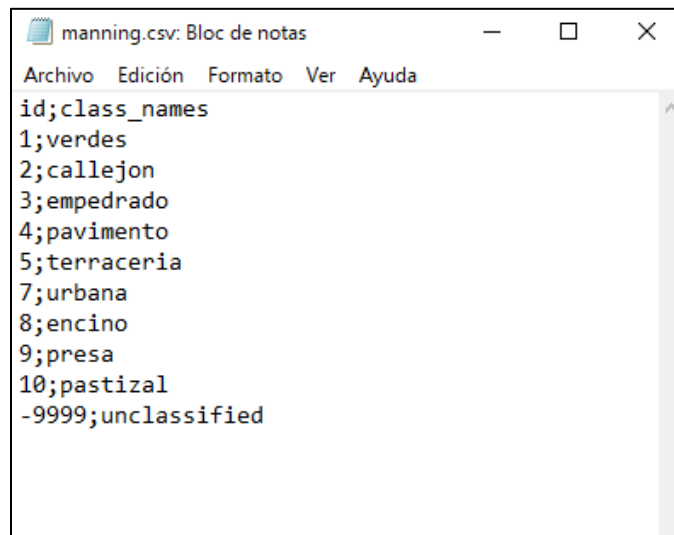 manning.csv: Bloc de notas
Archivo Edición Formato Ver Ayuda
id;class_names
1;verdes
2;callejon
3;empedrado
4;pavimento
5;terraceria
7;urbana
8;encino
9;presa
10;pastizal
-9999;unclassified